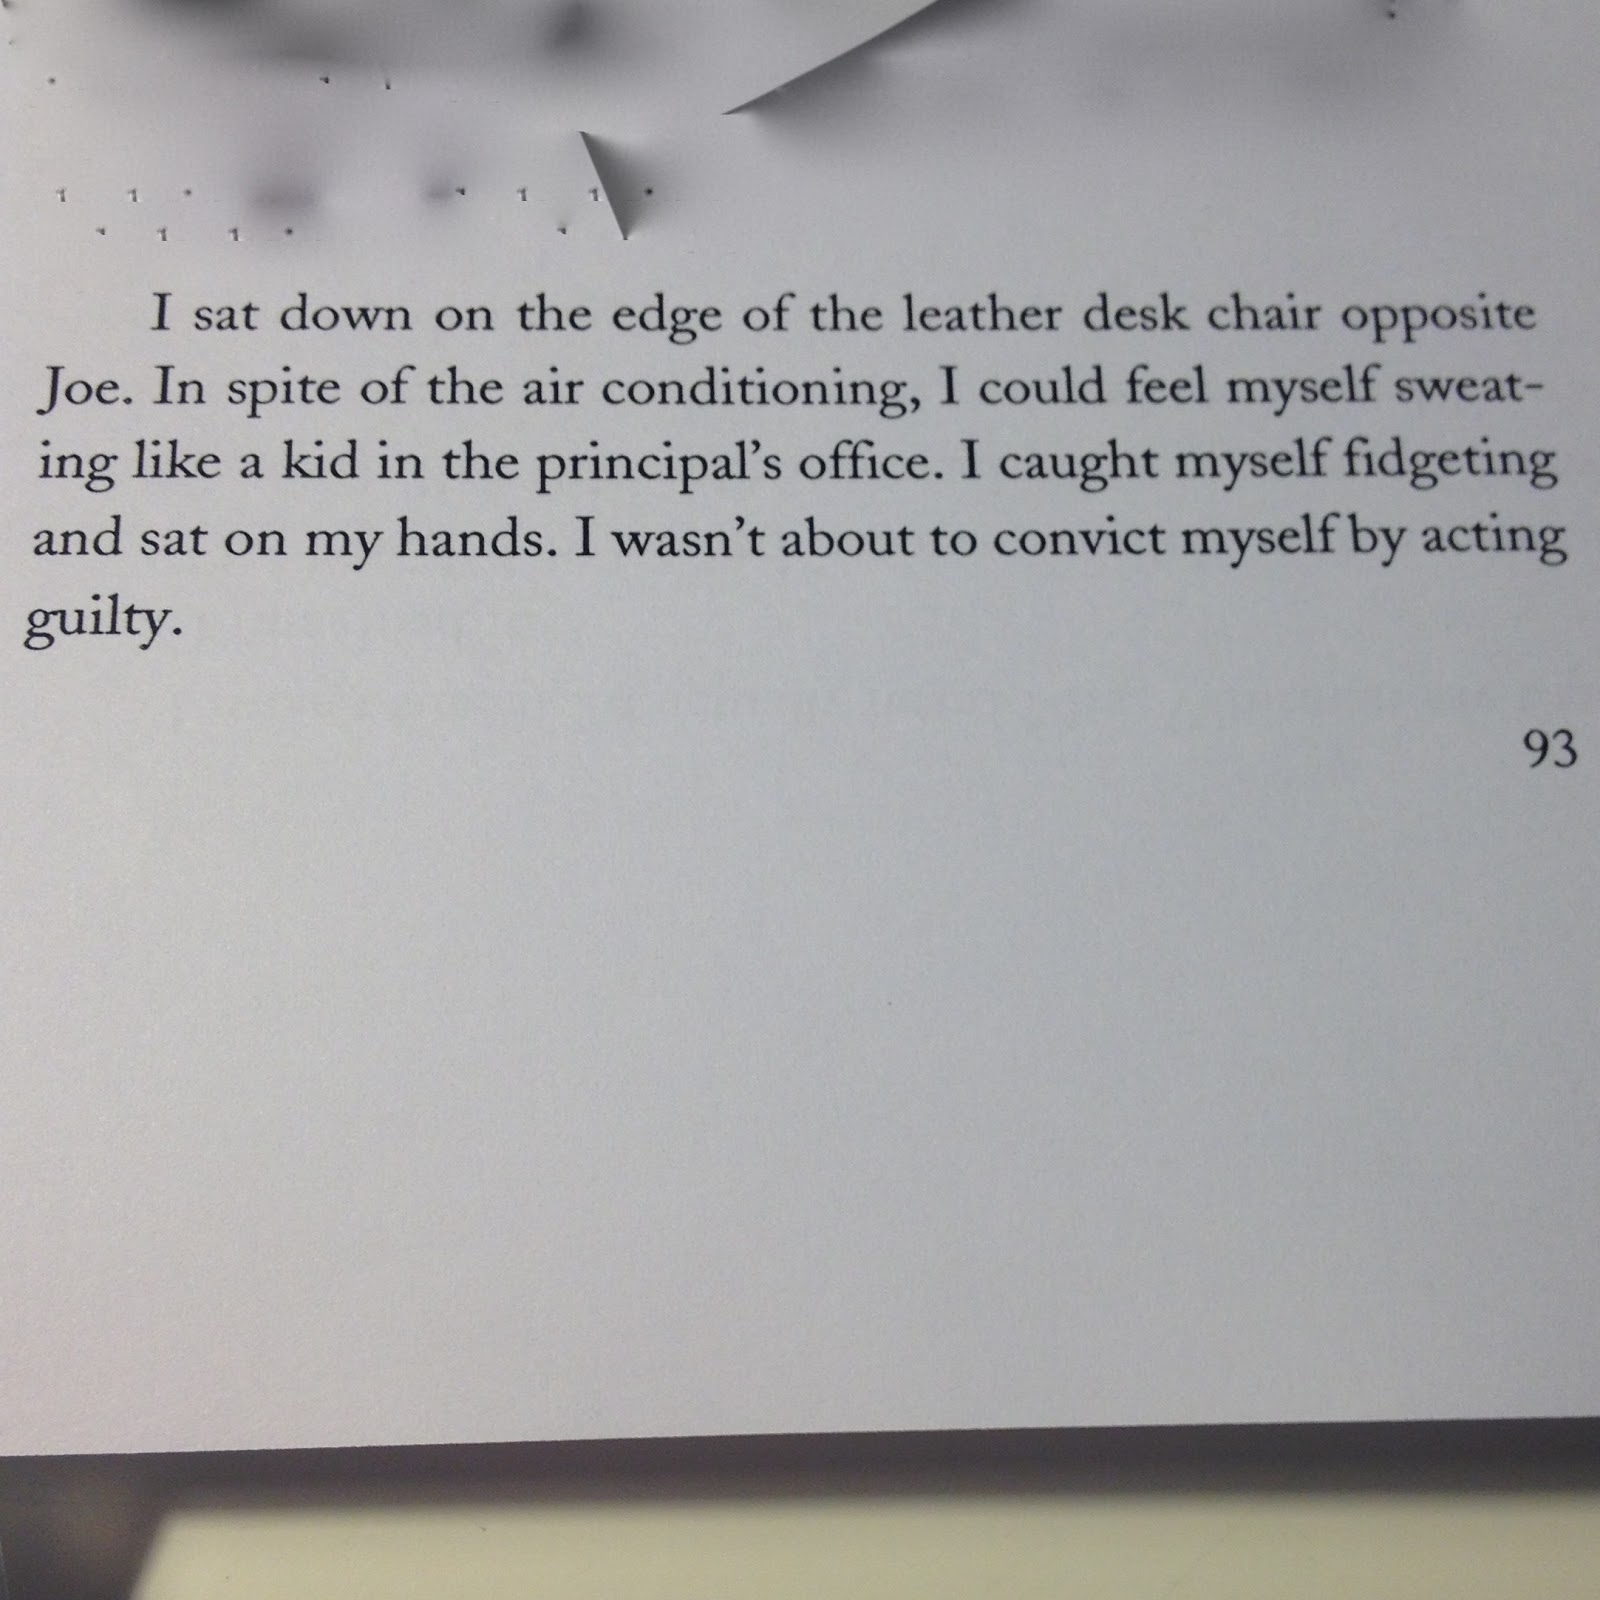 I sat down on the edge of the leather desk chair opposite
Joe. In spite of the air conditioning, I could feel myself sweat-
ing like a kid in the principal's office. I caught myself fidgeting
and sat on my hands. I wasn't about to convict myself by acting
guilty.
93